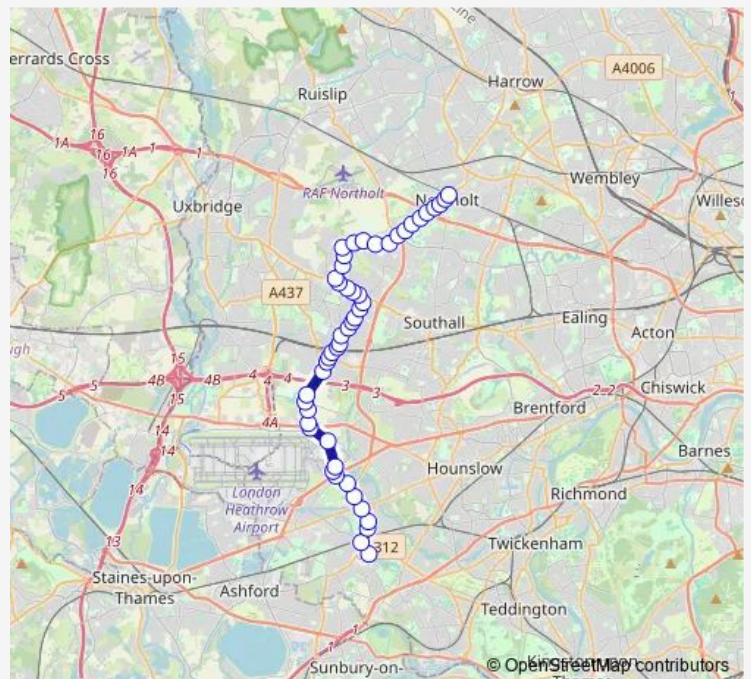 Line
errards Cross
Harrow
A4006
Ruislip
1
16
1A
16
1A
1
1
16
RAF Northolt
Wembley
Uxbridge
Willesd
A437
Southall
Ealing
Acton
15
4B
4B
4
4
4
3
3
2
2
Chiswick
5
5
15
Brentford
4A
14
14
Barnes
Hounslow
14
Richmond
London
Heathrow
Airport
13
312
Twickenham
Staines-upon-
Thames
Ashford
Teddington
1
1
Sunbury-on-
© OpenStreetMap contributors